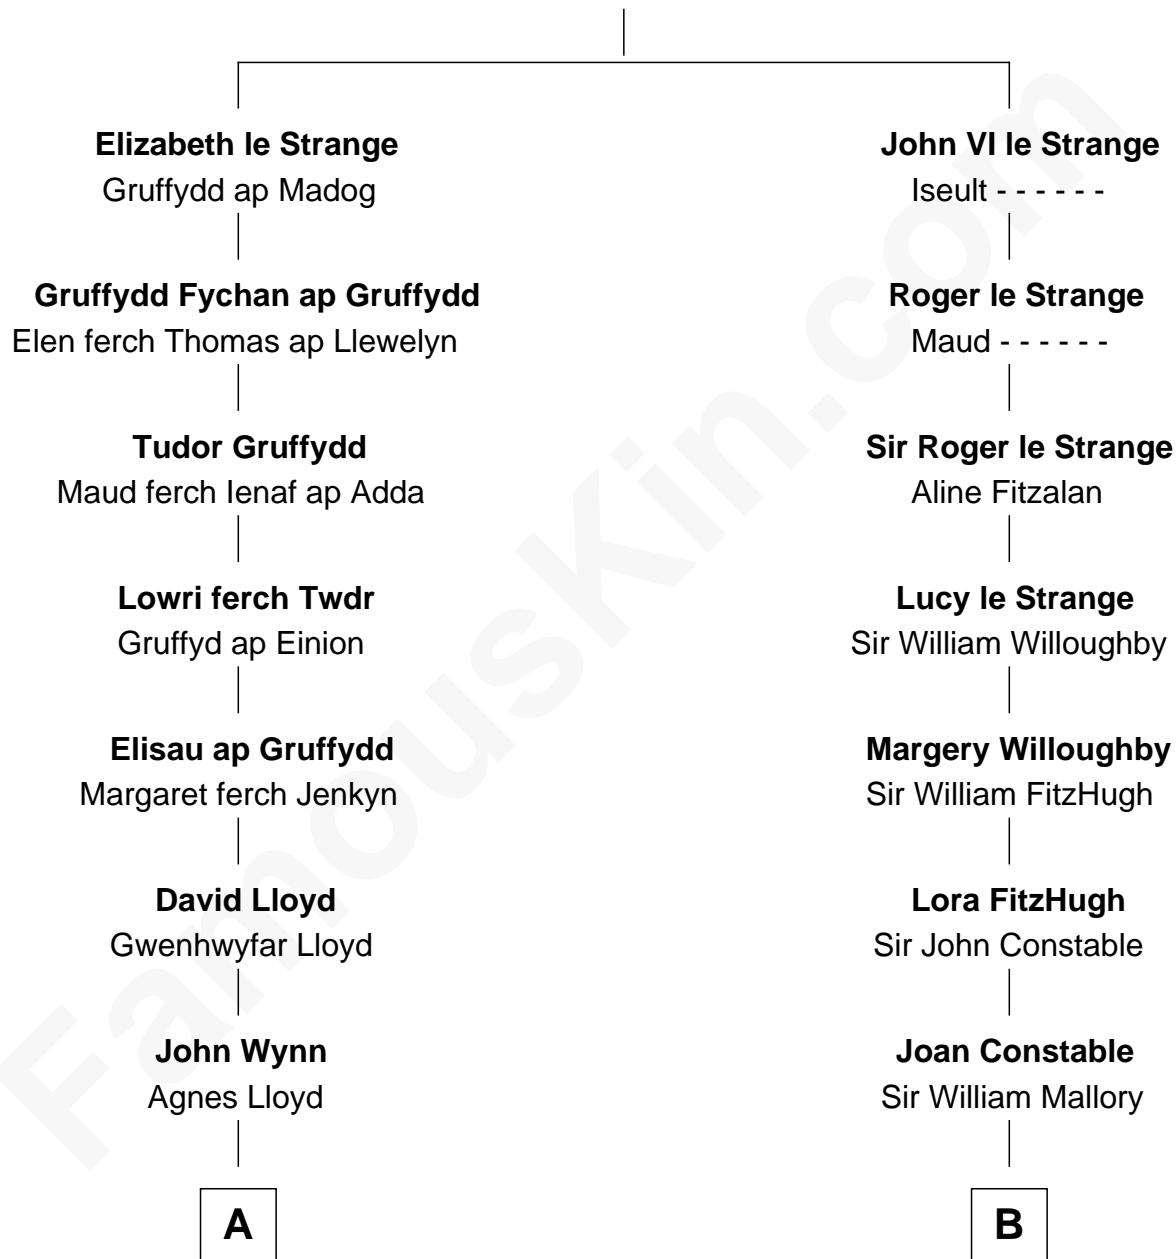 Elizabeth le Strange
Gruffydd ap Madog
Gruffydd Fychan ap Gruffydd
Elen ferch Thomas ap Llewelyn
Tudor Gruffydd
Maud ferch Ienaf ap Adda
Lowri ferch Twdr
Gruffyd ap Einion
Elisau ap Gruffydd
Margaret ferch Jenkyn
David Lloyd
Gwenhwyfar Lloyd
John Wynn
Agnes Lloyd
A
John VI le Strange
Iseult - - - - - -
Roger le Strange
Maud - - - - - -
Sir Roger le Strange
Aline Fitzalan
Lucy le Strange
Sir William Willoughby
Margery Willoughby
Sir William FitzHugh
Lora FitzHugh
Sir John Constable
Joan Constable
Sir William Mallory
B
FamousKin.com